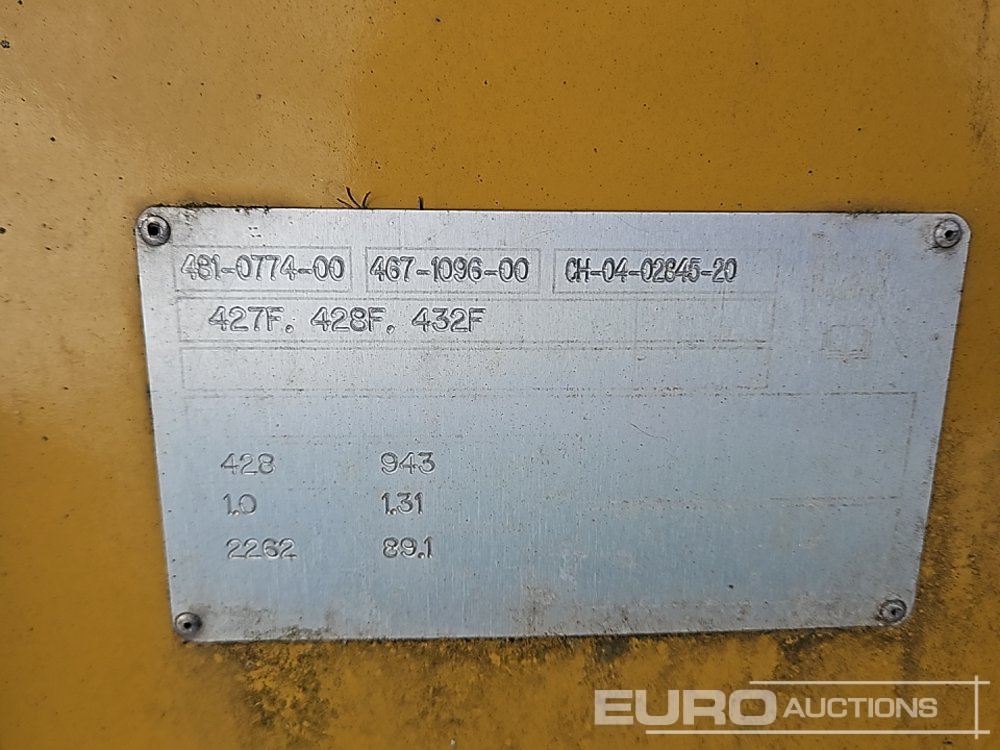 481-0774-00 467-1096-00 CH-04-02845-20
427F. 428F. 432F
428 943
1.0 1.31
2262 89.1
EURO AUCTIONS